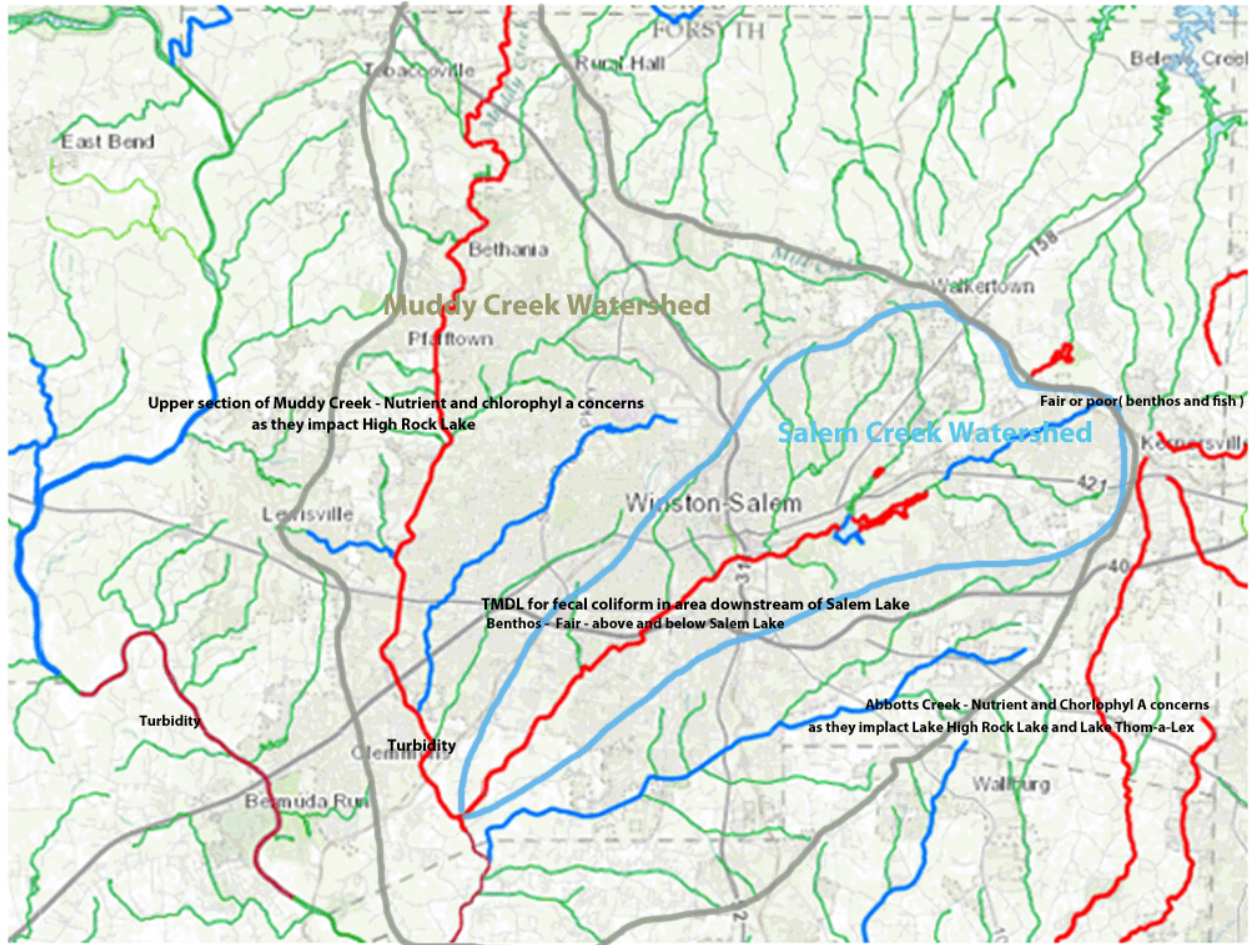 FORSYTH
Tobaccoville
Rural Hall
Muddy Creek
East Bend
Bethania
Mill Creek
158
Walkertown
Muddy Creek Watershed
Pfafftown
Upper section of Muddy Creek - Nutrient and chlorophyl a concerns
as they impact High Rock Lake
Fair or poor( benthos and fish )
Salem Creek Watershed
Kernersville
421
Winston-Salem
Lewisville
40
31
TMDL for fecal coliform in area downstream of Salem Lake
Benthos - Fair - above and below Salem Lake
Abbotts Creek - Nutrient and Chorlophyl A concerns
as they implact Lake High Rock Lake and Lake Thom-a-Lex
Turbidity
Turbidity
Clemmons
Wallburg
Bermuda Run